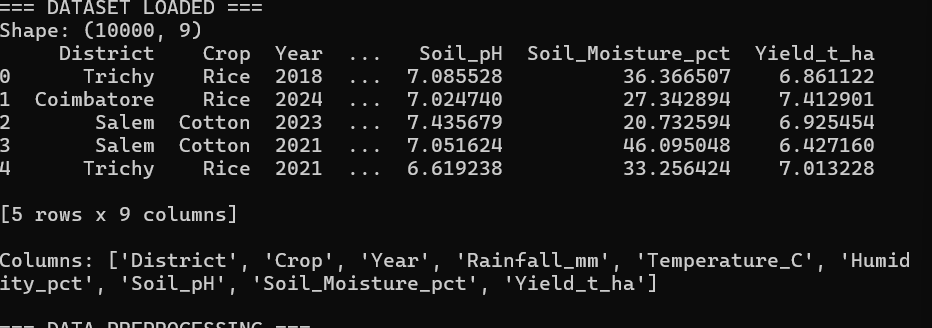 === DATASET LOADED ===
Shape: (10000, 9)
District Crop Year ... Soil_pH Soil_Moisture_pct Yield_t_ha
0 Trichy Rice 2018 ... 7.085528 36.366507 6.861122
1 Coimbatore Rice 2024 ... 7.024740 27.342894 7.412901
2 Salem Cotton 2023 ... 7.435679 20.732594 6.925454
3 Salem Cotton 2021 ... 7.051624 46.095048 6.427160
4 Trichy Rice 2021 ... 6.619238 33.256424 7.013228
[5 rows x 9 columns]
Columns: ['District', 'Crop', 'Year', 'Rainfall_mm', 'Temperature_C', 'Humid
ity_pct', 'Soil_pH', 'Soil_Moisture_pct', 'Yield_t_ha']
=== DATA PREPROCESSING ===